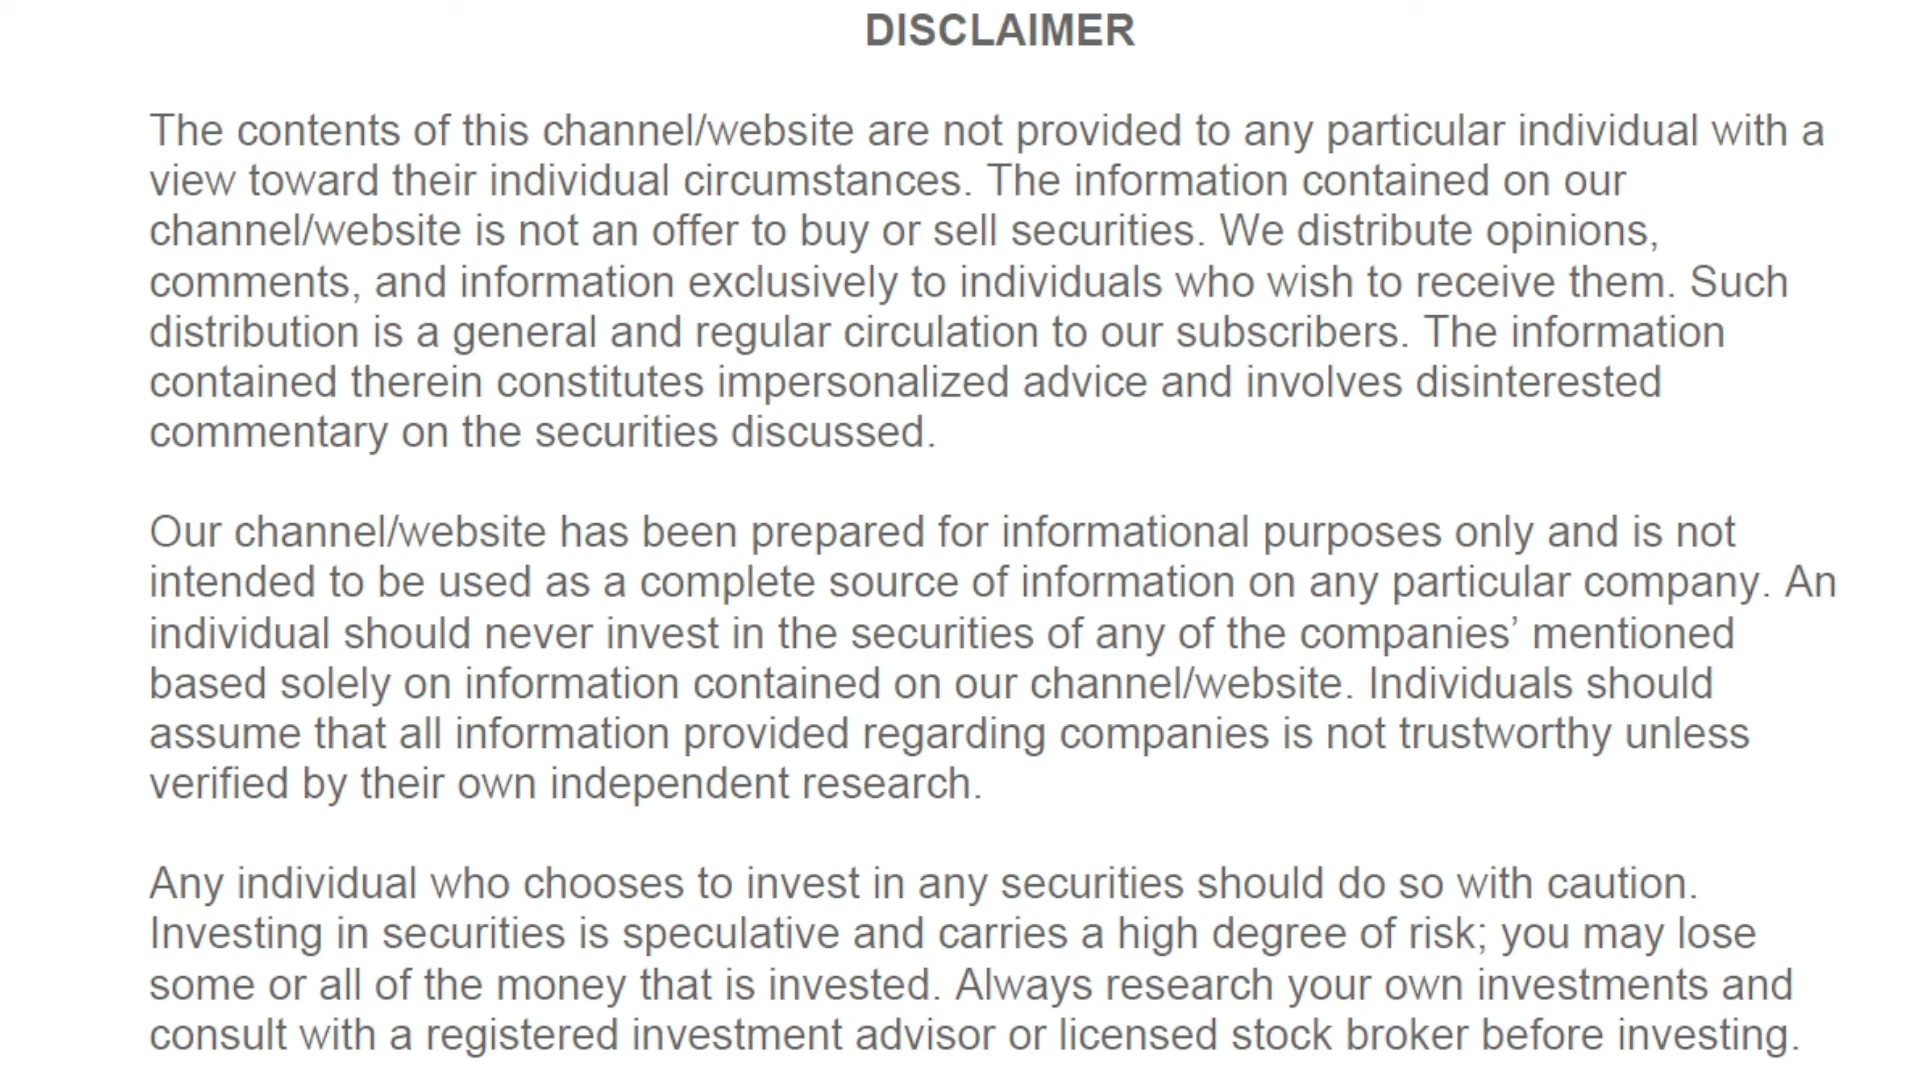 DISCLAIMER
The contents of this channel/website are not provided to any particular individual with a
view toward their individual circumstances. The information contained on our
channel/website is not an offer to buy or sell securities. We distribute opinions,
comments, and information exclusively to individuals who wish to receive them. Such
distribution is a general and regular circulation to our subscribers. The information
contained therein constitutes impersonalized advice and involves disinterested
commentary on the securities discussed.
Our channel/website has been prepared for informational purposes only and is not
intended to be used as a complete source of information on any particular company. An
individual should never invest in the securities of any of the companies’ mentioned
based solely on information contained on our channel/website. Individuals should
assume that all information provided regarding companies is not trustworthy unless
verified by their own independent research.
Any individual who chooses to invest in any securities should do so with caution.
Investing in securities is speculative and carries a high degree of risk; you may lose
some or all of the money that is invested. Always research your own investments and
consult with a registered investment advisor or licensed stock broker before investing.